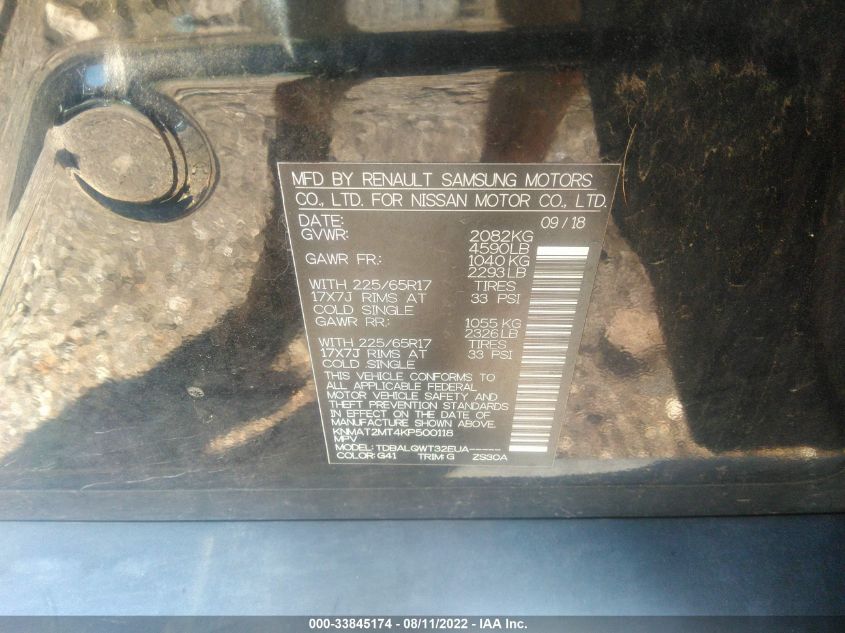 MFD BY RENAULT SAMSUNG MOTORS
CO., LTD. FOR NISSAN MOTOR CO., LTD.
DATE: 09/18
GVWR: 2082KG
4590LB
GAWR FR: 1040KG
2293LB
WITH 225/65R17 TIRES
17X7J RIMS AT 33 PSI
COLD SINGLE
GAWR RR: 1055 KG
2326LB
WITH 225/65R17 TIRES
17X7J RIMS AT 33 PSI
COLD SINGLE
THIS VEHICLE CONFORMS TO
ALL APPLICABLE FEDERAL
MOTOR VEHICLE SAFETY AND
THEFT PREVENTION STANDARDS
IN EFFECT ON THE DATE OF
MANUFACTURE SHOWN ABOVE.
KNMAT2MT4KP500118
MPV
MODEL: TDBALQWT32EUA-----
COLOR: G41 TRIM: G ZS30A
000-33845174 - 08/11/2022 - IAA Inc.